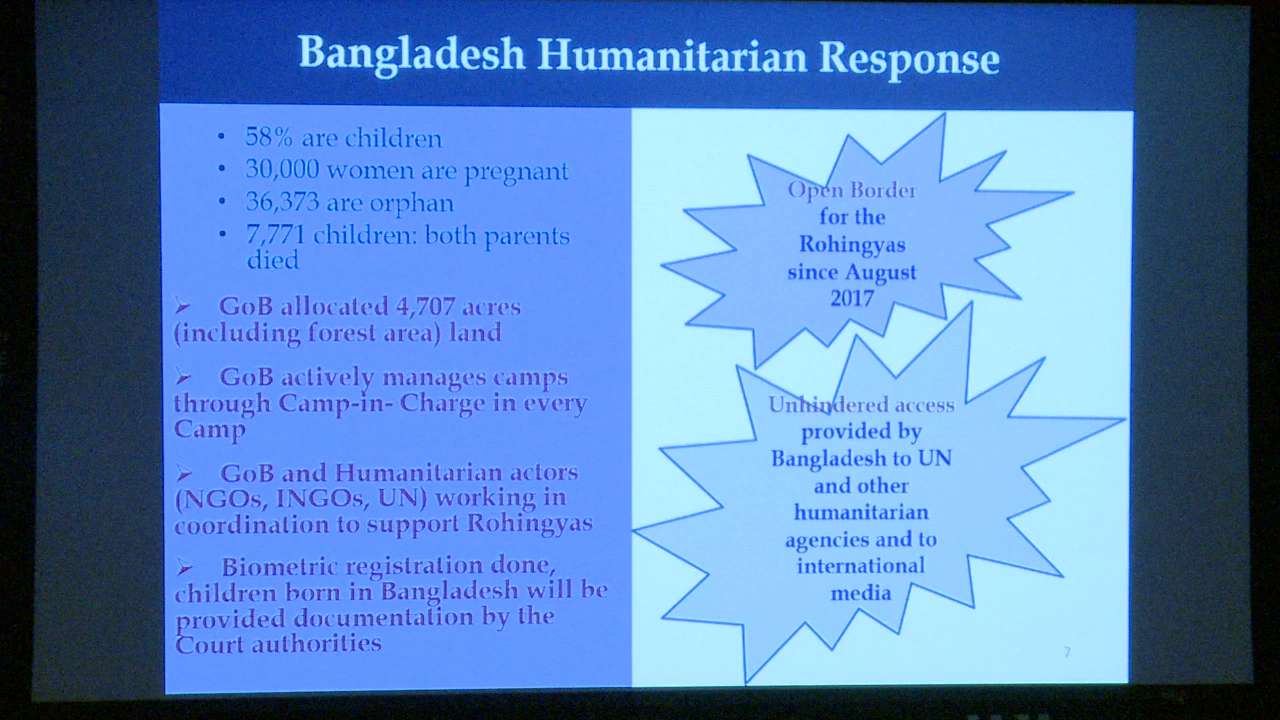 Bangladesh Humanitarian Response
• 58% are children
• 30,000 women are pregnant
• 36,373 are orphan
• 7,771 children: both parents
died
➢ GoB allocated 4,707 acres
(including forest area) land
➢ GoB actively manages camps
through Camp-in- Charge in every
Camp
➢ GoB and Humanitarian actors
(NGOs, INGOs, UN) working in
coordination to support Rohingyas
➢ Biometric registration done,
children born in Bangladesh will be
provided documentation by the
Court authorities
Open Border
for the
Rohingyas
since August
2017
Unhindered access
provided by
Bangladesh to UN
and other
humanitarian
agencies and to
international
media
7